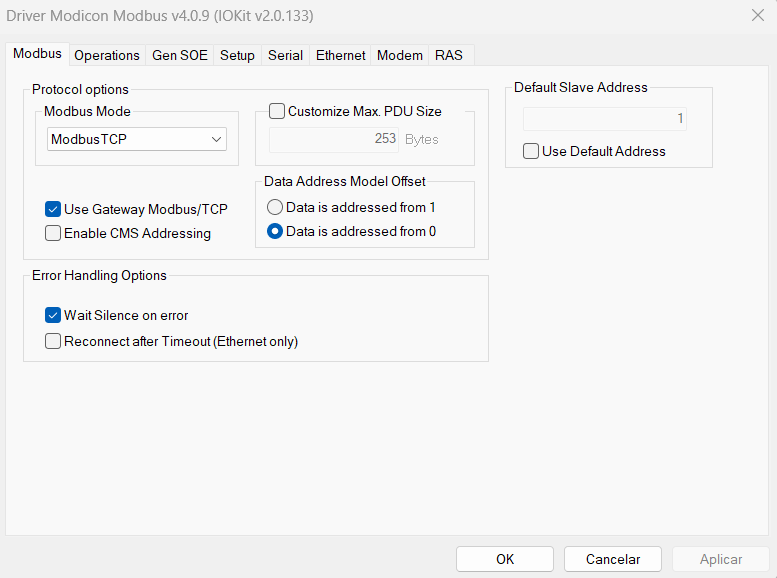 Driver Modicon Modbus v4.0.9 (IOKit v2.0.133)
Modbus Operations Gen SOE Setup Serial Ethernet Modem RAS
Protocol options
Modbus Mode
ModbusTCP
Customize Max. PDU Size
253 Bytes
Use Gateway Modbus/TCP
Enable CMS Addressing
Data Address Model Offset
Data is addressed from 1
Data is addressed from 0
Default Slave Address
1
Use Default Address
Error Handling Options
Wait Silence on error
Reconnect after Timeout (Ethernet only)
OK Cancelar Aplicar